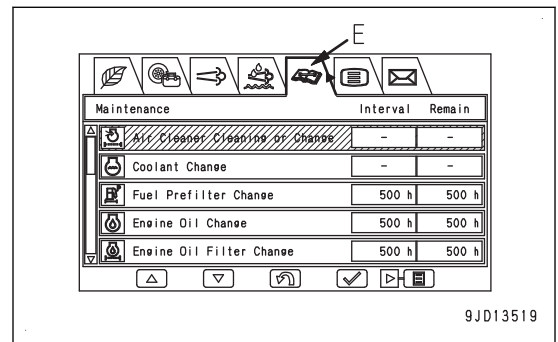 E
Maintenance Interval Remain
Air Cleaner Cleaning or Change - -
Coolant Change - -
Fuel Prefilter Change 500 h 500 h
Engine Oil Change 500 h 500 h
Engine Oil Filter Change 500 h 500 h
9JD13519